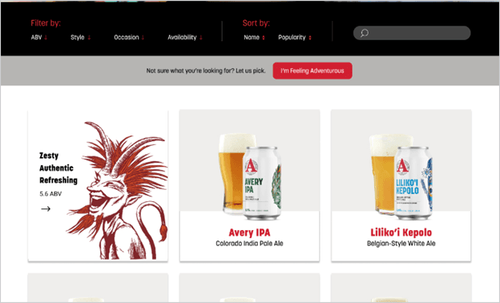 Filter by:
Sort by:
ABV
Style
Occasion
Availability
Name
Popularity
Not sure what you're looking for? Let us pick.
I'm Feeling Adventurous
Zesty
Authentic
Refreshing
5.6 ABV
A
AVERY
IPA
A
LILIKO'I
KEPOLO
Avery IPA
Colorado India Pale Ale
Liliko'i Kepolo
Belgian-Style White Ale